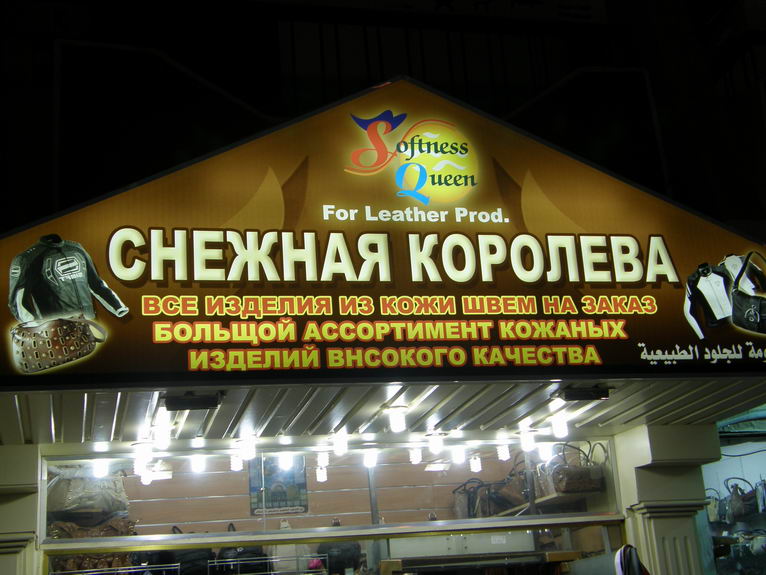 Softness
Queen
For Leather Prod.
СНЕЖНАЯ КОРОЛЕВА
ВСЕ ИЗДЕЛИЯ ИЗ КОЖИ ШВЕМ НА ЗАКАЗ
БОЛЬЩОЙ АССОРТИМЕНТ КОЖАНЫХ
ИЗДЕЛИЙ ВНСОКОГО КАЧЕСТВА
للجلود الطبيعية